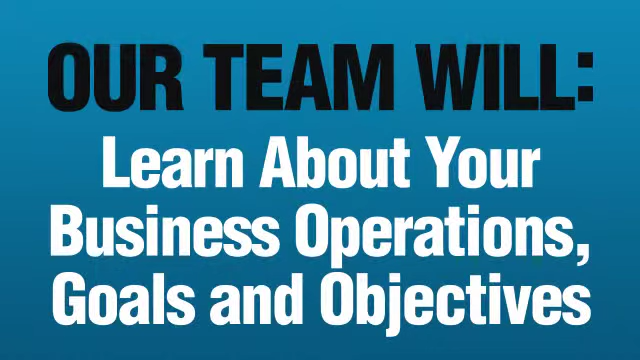 OUR TEAM WILL:
Learn About Your
Business Operations,
Goals and Objectives